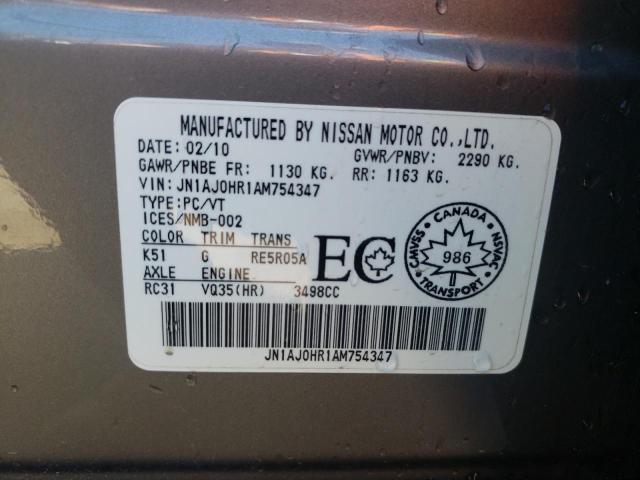 MANUFACTURED BY NISSAN MOTOR CO.,LTD.
DATE: 02/10 GVWR/PNBV: 2290 KG.
GAWR/PNBE FR: 1130 KG. RR: 1163 KG.
VIN: JN1AJ0HR1AM754347
TYPE:PC/VT
ICES/NMB-002
COLOR TRIM TRANS
K51 G RE5R05A
AXLE ENGINE
RC31 VQ35(HR) 3498CC
EC
CANADA
SVMSS
986
NSVAC
TRANSPORT
JN1AJ0HR1AM754347